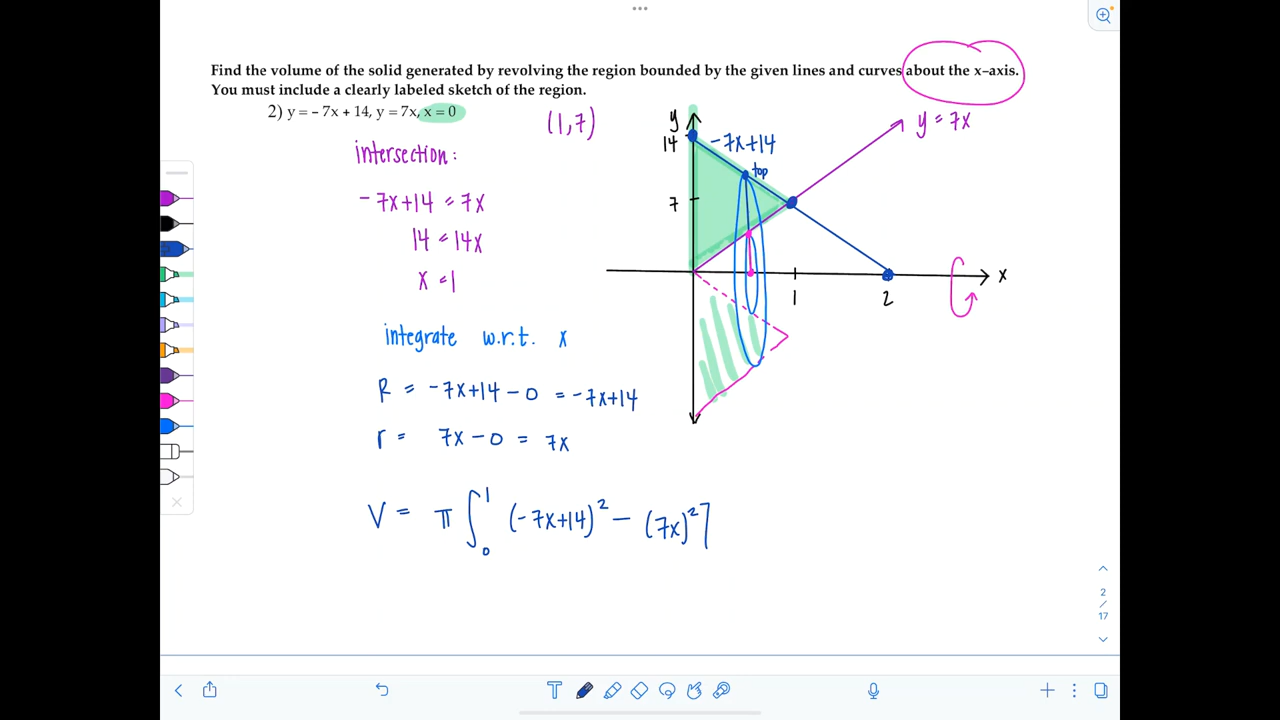 Find the volume of the solid generated by revolving the region bounded by the given lines and curves about the x–axis.
You must include a clearly labeled sketch of the region.
2) y = – 7x + 14, y = 7x, x = 0
(1,7)
y
y = 7x
14
-7x+14
intersection:
top
-7x+14 = 7x
7
14 = 14x
x = 1
x
1
2
integrate w.r.t. x
R = -7x+14 - 0 = -7x+14
r = 7x - 0 = 7x
V = π ∫₀¹ (-7x+14)² - (7x)²]
2
/
17
T